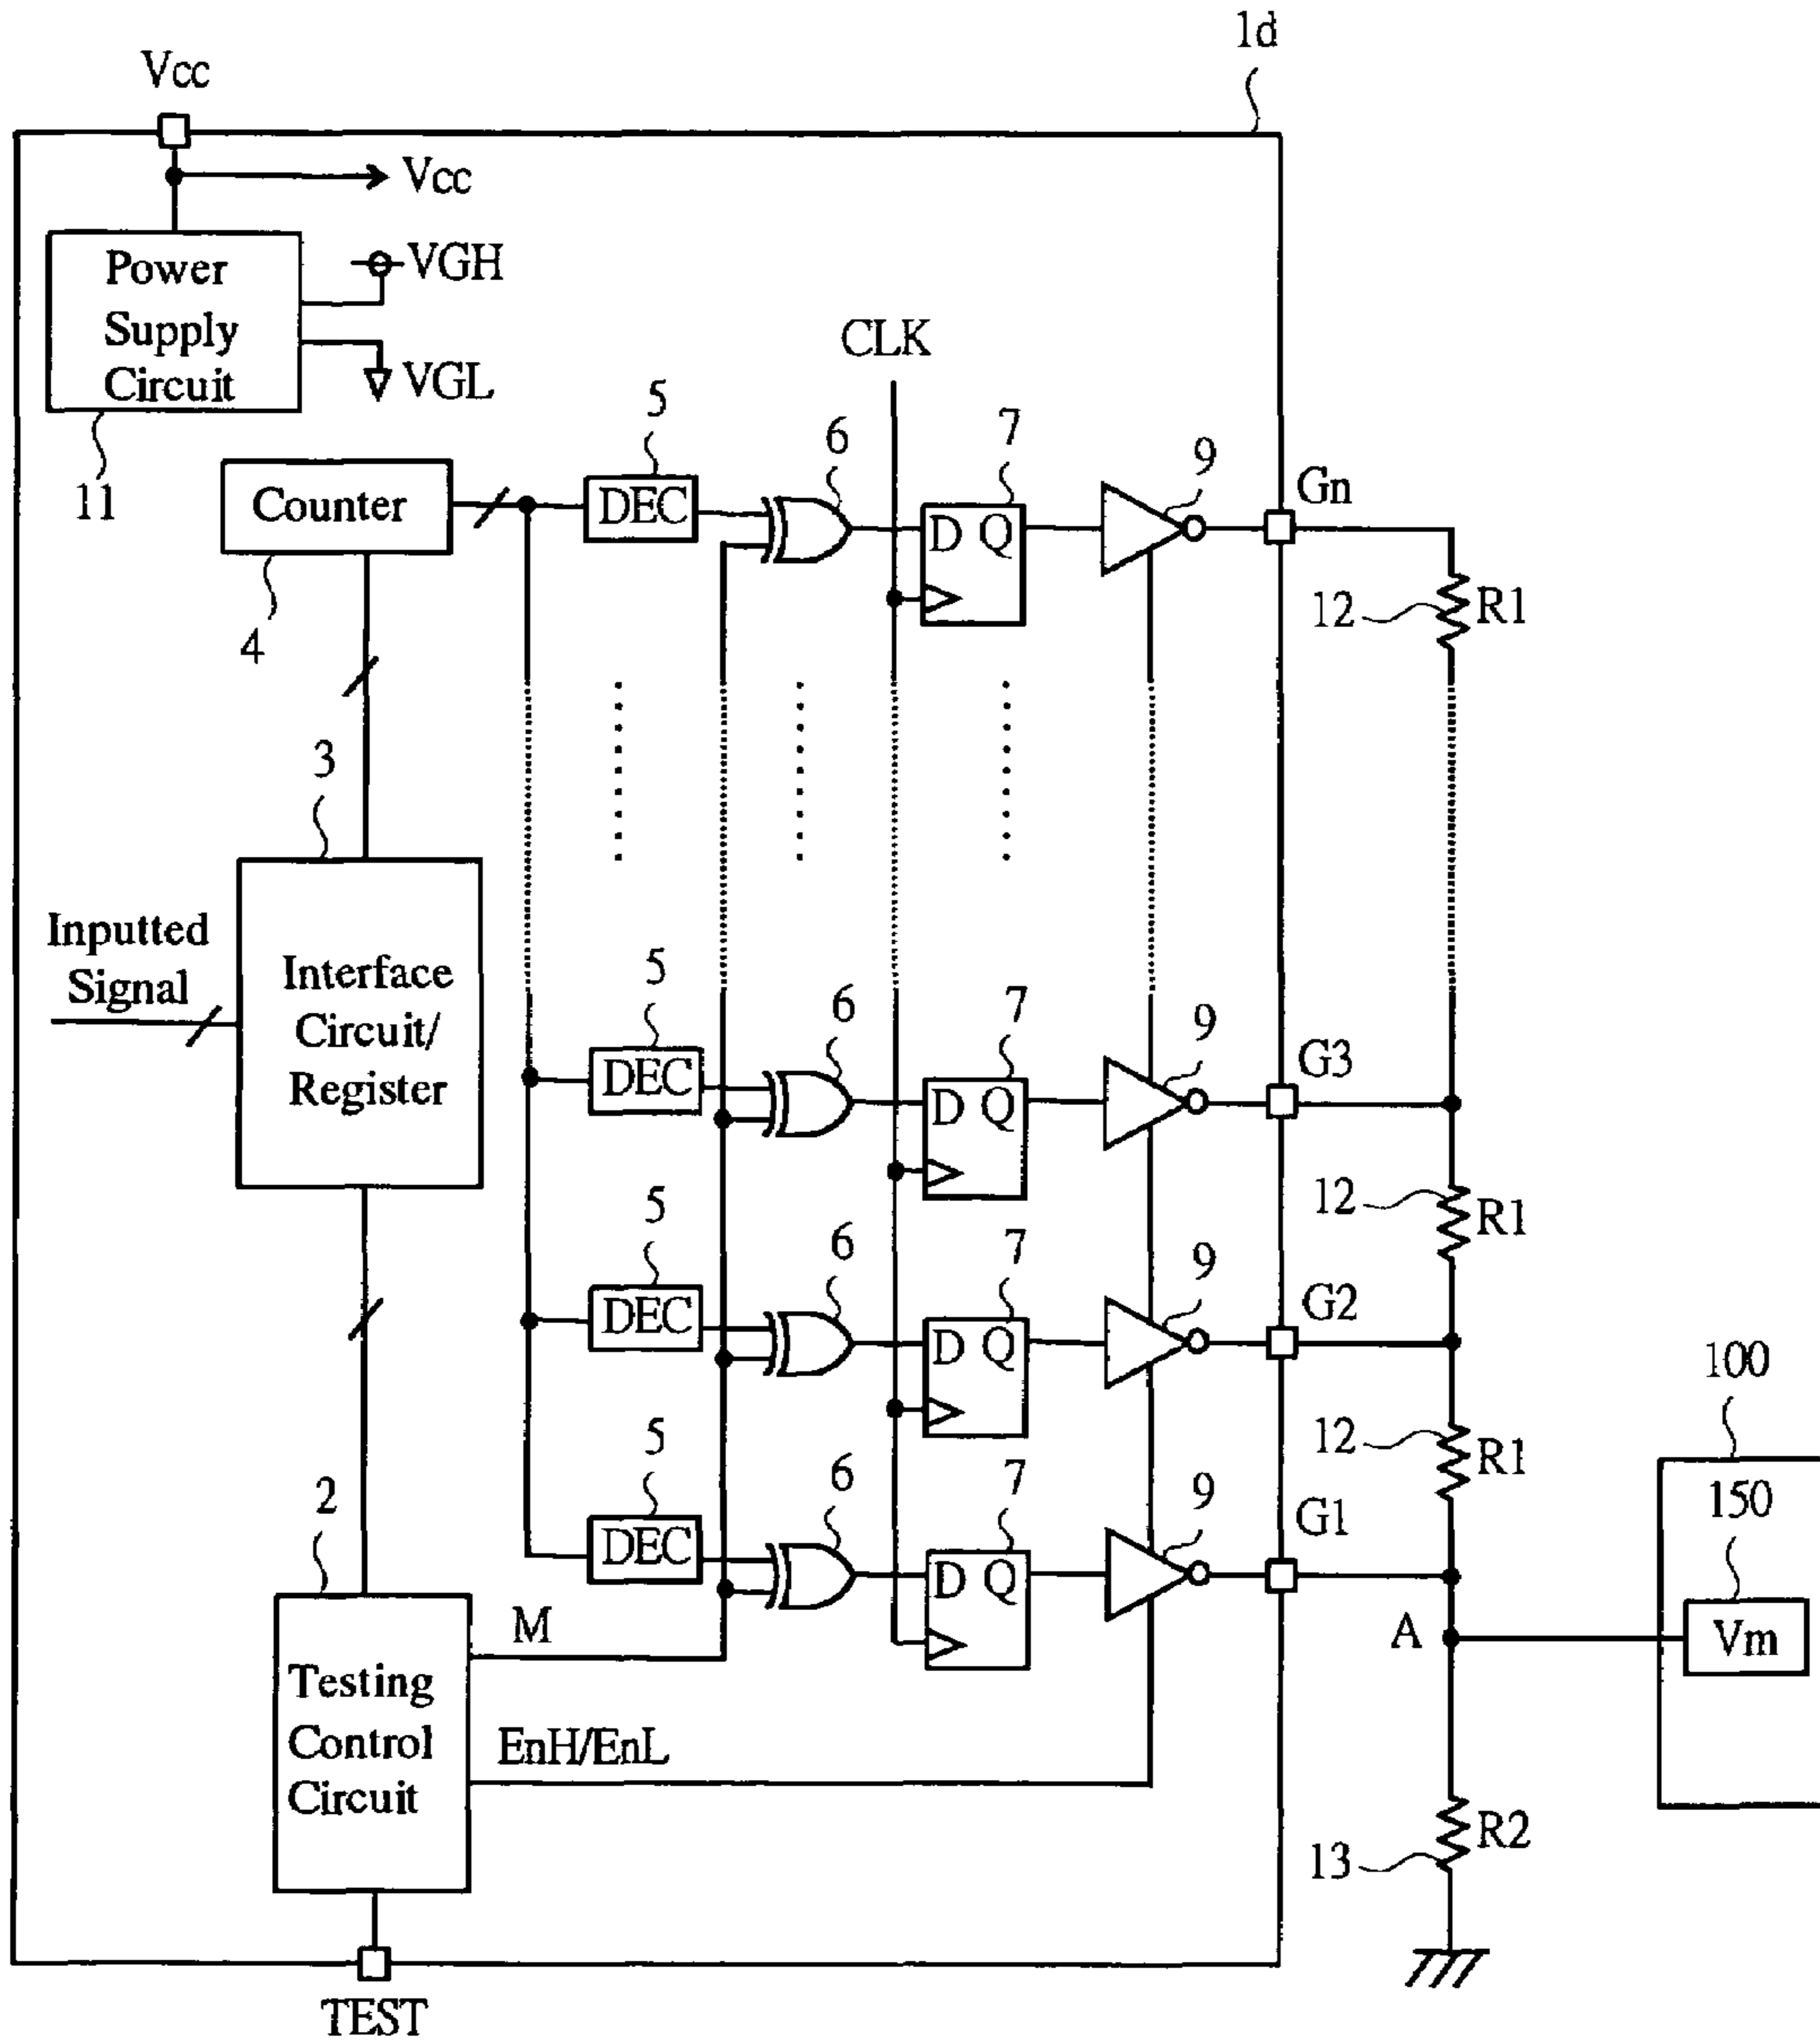 1d
Vcc
Vcc
Power
Supply
Circuit
VGH
VGL
11
CLK
Counter
4
5
DEC
6
7
D Q
9
Gn
12
R1
3
Inputted
Signal
Interface
Circuit/
Register
5
DEC
6
7
D Q
9
G3
12
R1
5
DEC
6
7
D Q
9
G2
12
R1
5
DEC
6
7
D Q
9
G1
100
150
Vm
A
2
M
Testing
Control
Circuit
EnH/EnL
13
R2
TEST